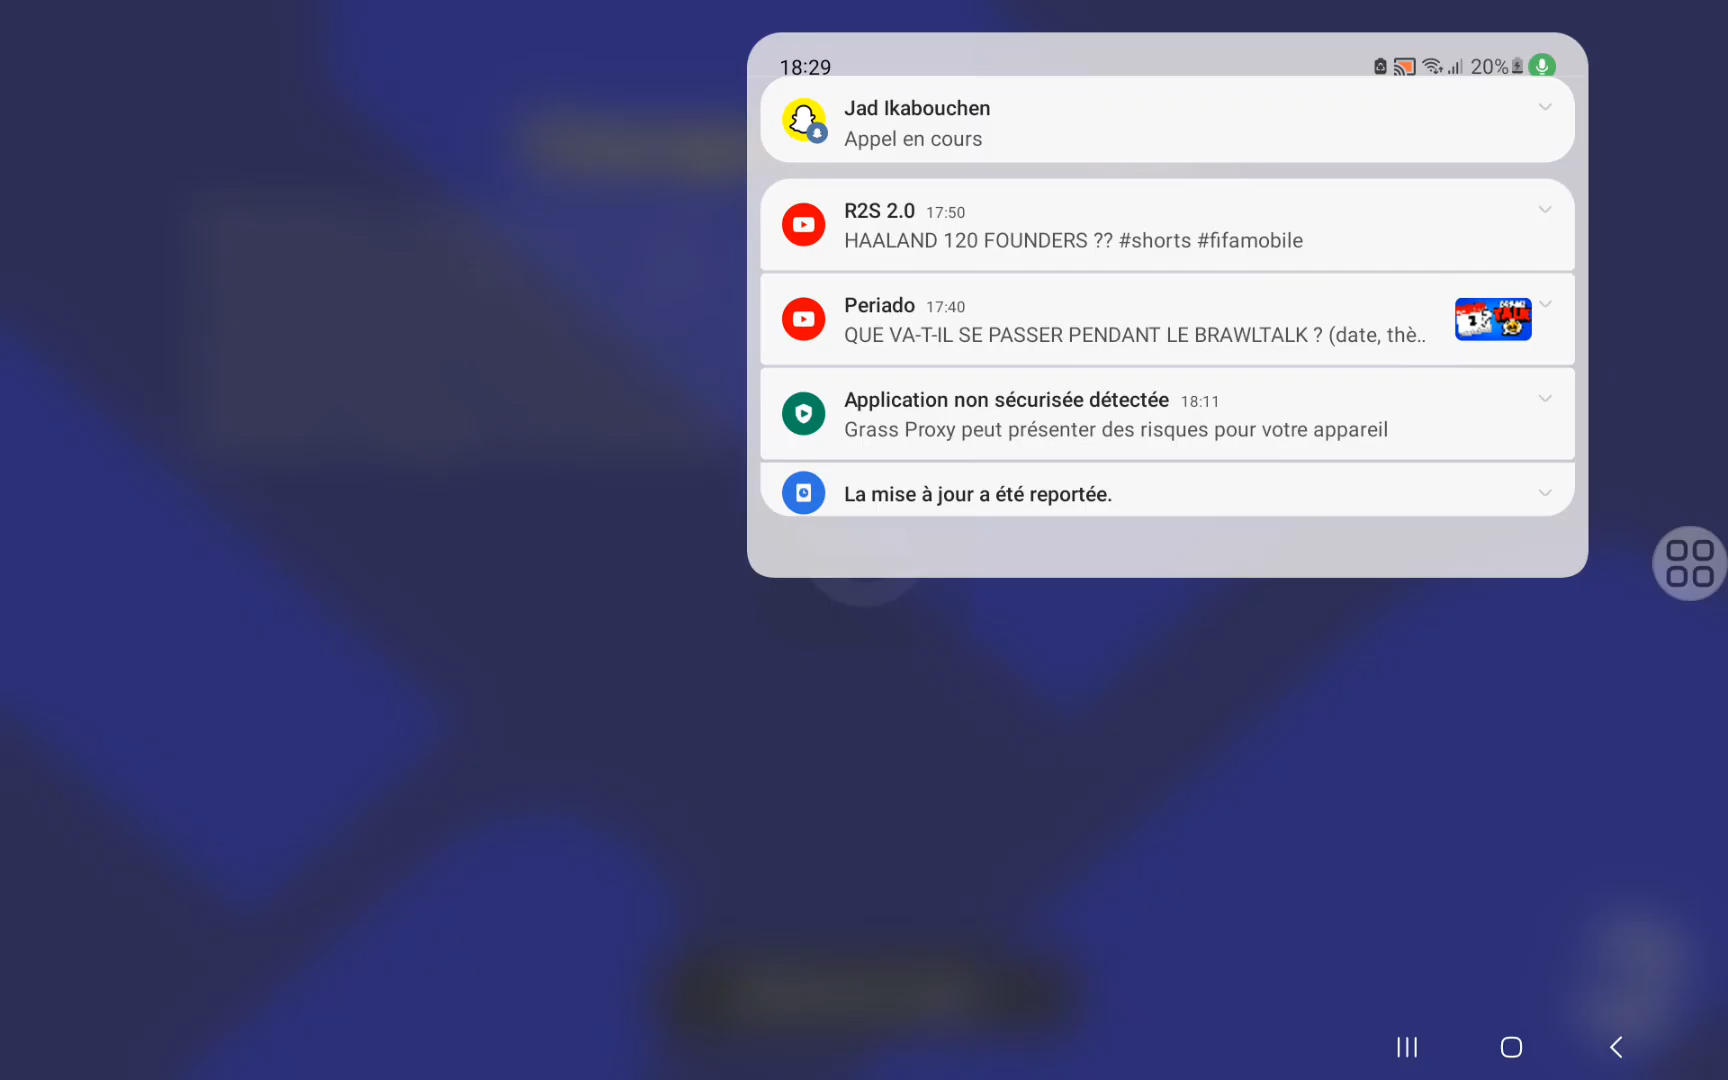 18:29
20%
Jad Ikabouchen
Appel en cours
R2S 2.0 17:50
HAALAND 120 FOUNDERS ?? #shorts #fifamobile
Periado 17:40
QUE VA-T-IL SE PASSER PENDANT LE BRAWLTALK ? (date, thè..
Application non sécurisée détectée 18:11
Grass Proxy peut présenter des risques pour votre appareil
La mise à jour a été reportée.